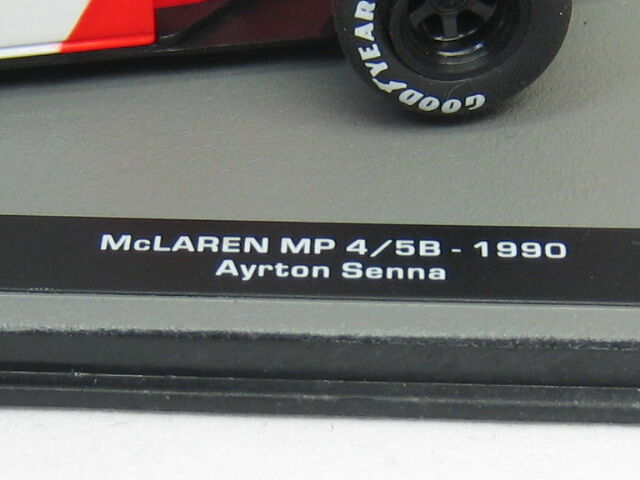 GOODYEAR
McLAREN MP 4/5B - 1990
Ayrton Senna